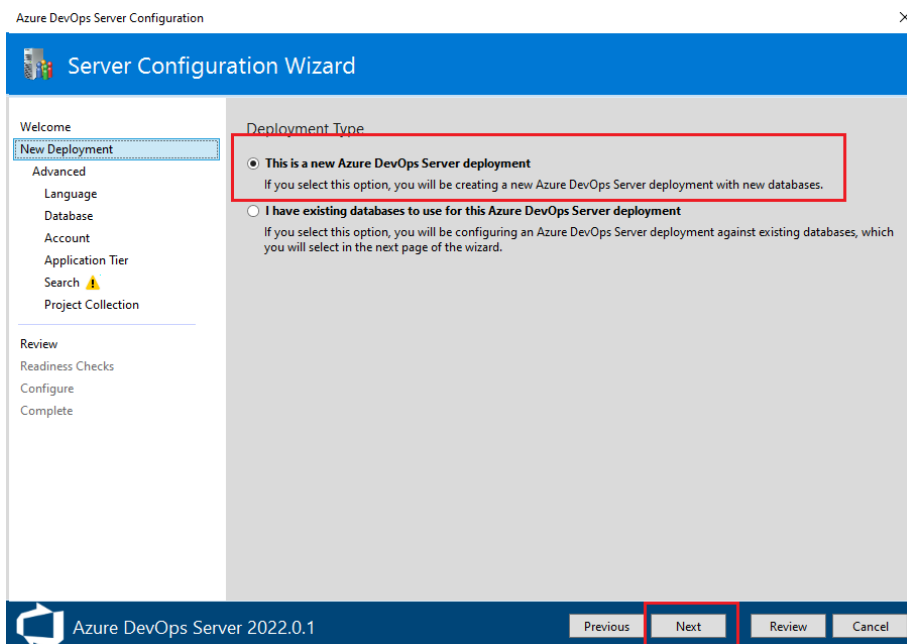 Azure DevOps Server Configuration
Server Configuration Wizard
Welcome
New Deployment
Advanced
Language
Database
Account
Application Tier
Search
Project Collection
Review
Readiness Checks
Configure
Complete
Deployment Type
This is a new Azure DevOps Server deployment
If you select this option, you will be creating a new Azure DevOps Server deployment with new databases.
I have existing databases to use for this Azure DevOps Server deployment
If you select this option, you will be configuring an Azure DevOps Server deployment against existing databases, which
you will select in the next page of the wizard.
Azure DevOps Server 2022.0.1
Previous
Next
Review
Cancel